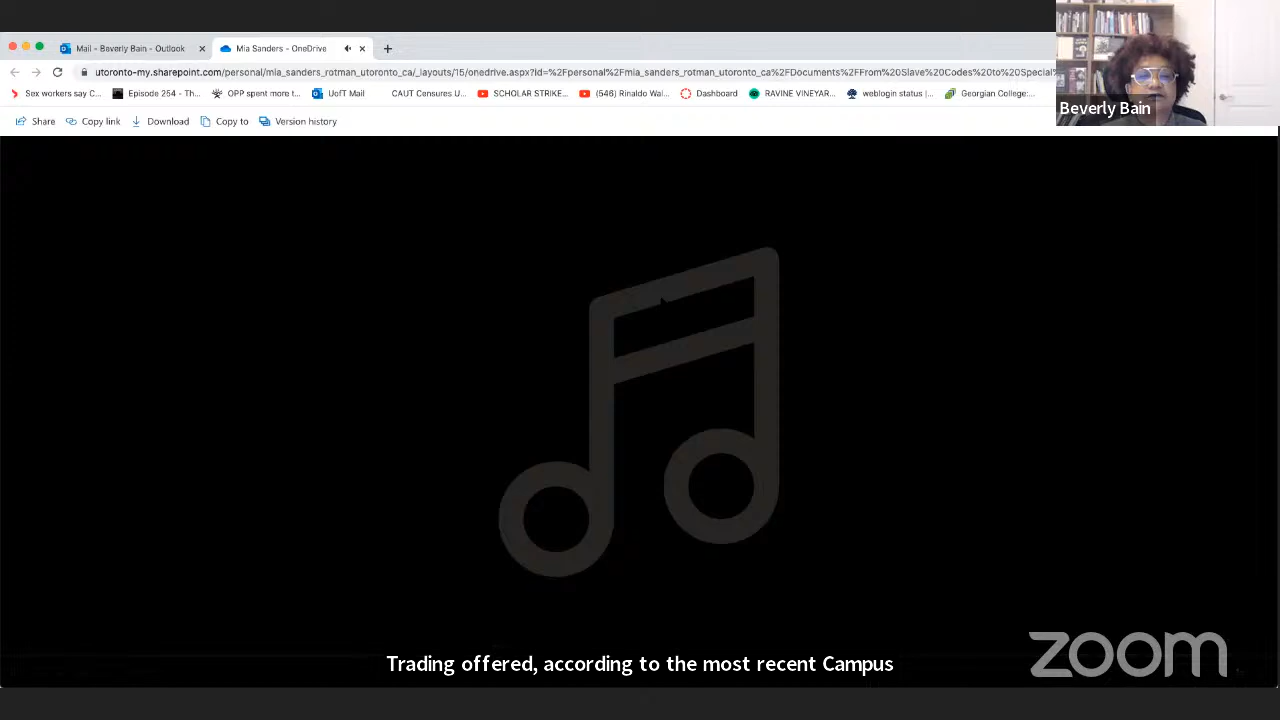 Mail - Beverly Bain - Outlook
Mia Sanders - OneDrive
utoronto-my.sharepoint.com/personal/mia_sanders_rotman_utoronto_ca/_layouts/15/onedrive.aspx?id=%2Fpersonal%2Fmia_sanders_rotman_utoronto_ca%2FDocuments%2FFrom%20Slave%20Codes%20to%20Special
Sex workers say C... Episode 254 - Th... OPP spent more t... UofT Mail CAUT Censures U... SCHOLAR STRIKE... (546) Rinaldo Wal... Dashboard RAVINE VINEYAR... weblogin status |... Georgian College:...
Share Copy link Download Copy to Version history
Beverly Bain
Trading offered, according to the most recent Campus
zoom